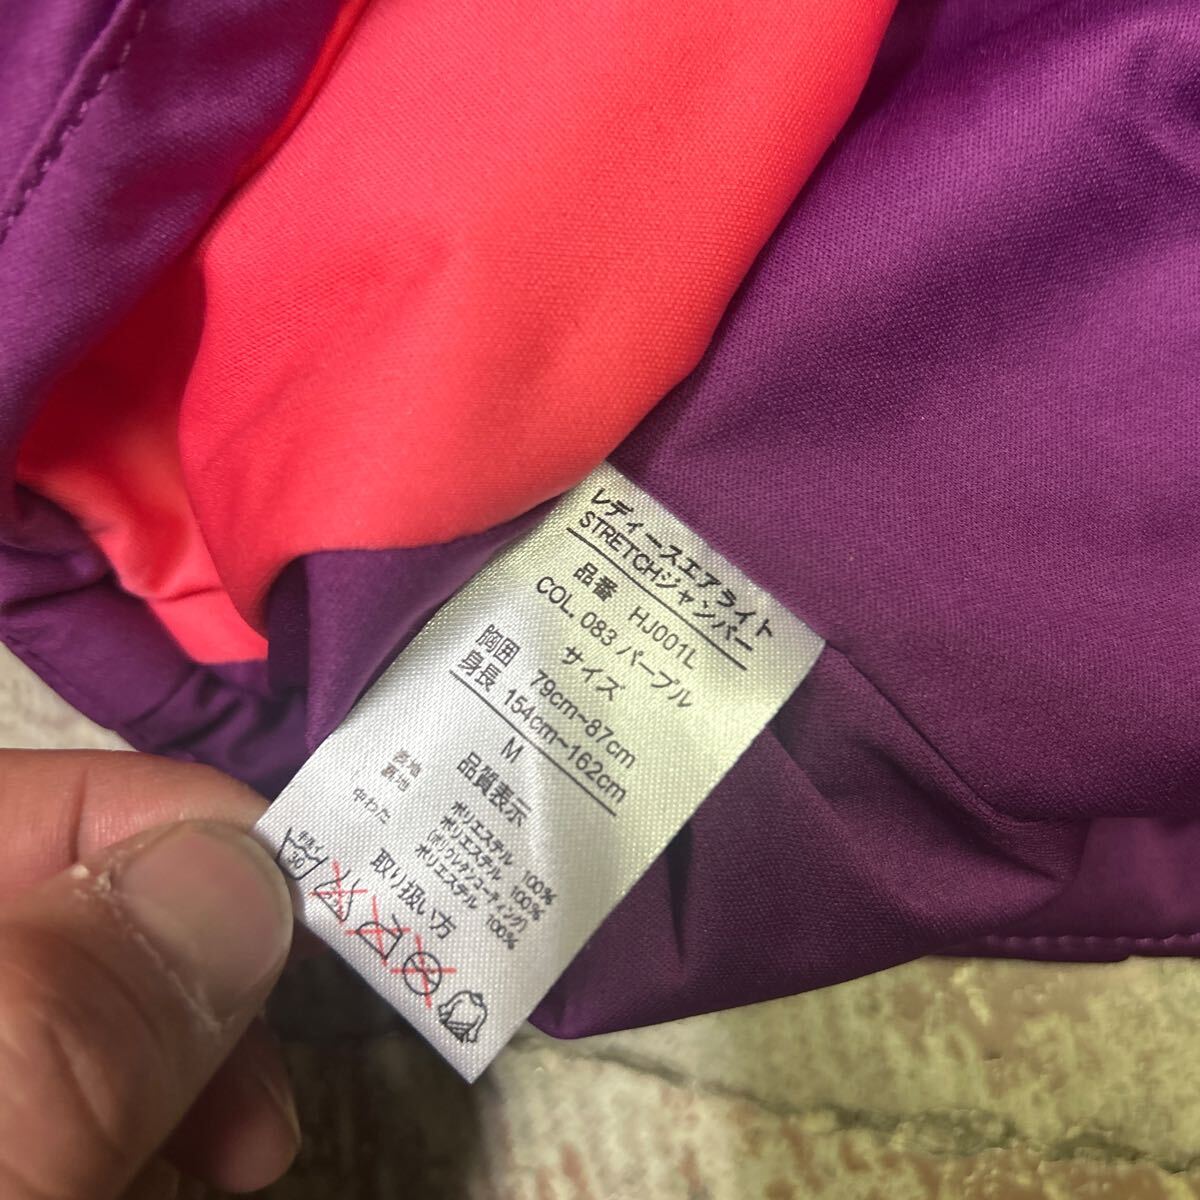 レディースエアライト
STRETCHジャンパー
品番 HJ001L
COL. 083 パープル
サイズ
胸囲 79cm~87cm
身長 154cm~162cm
M
品質表示
表地 ポリエステル 100%
裏地 ポリエステル 100%
(ポリウレタンコーティング)
中わた ポリエステル 100%
取り扱い方
30